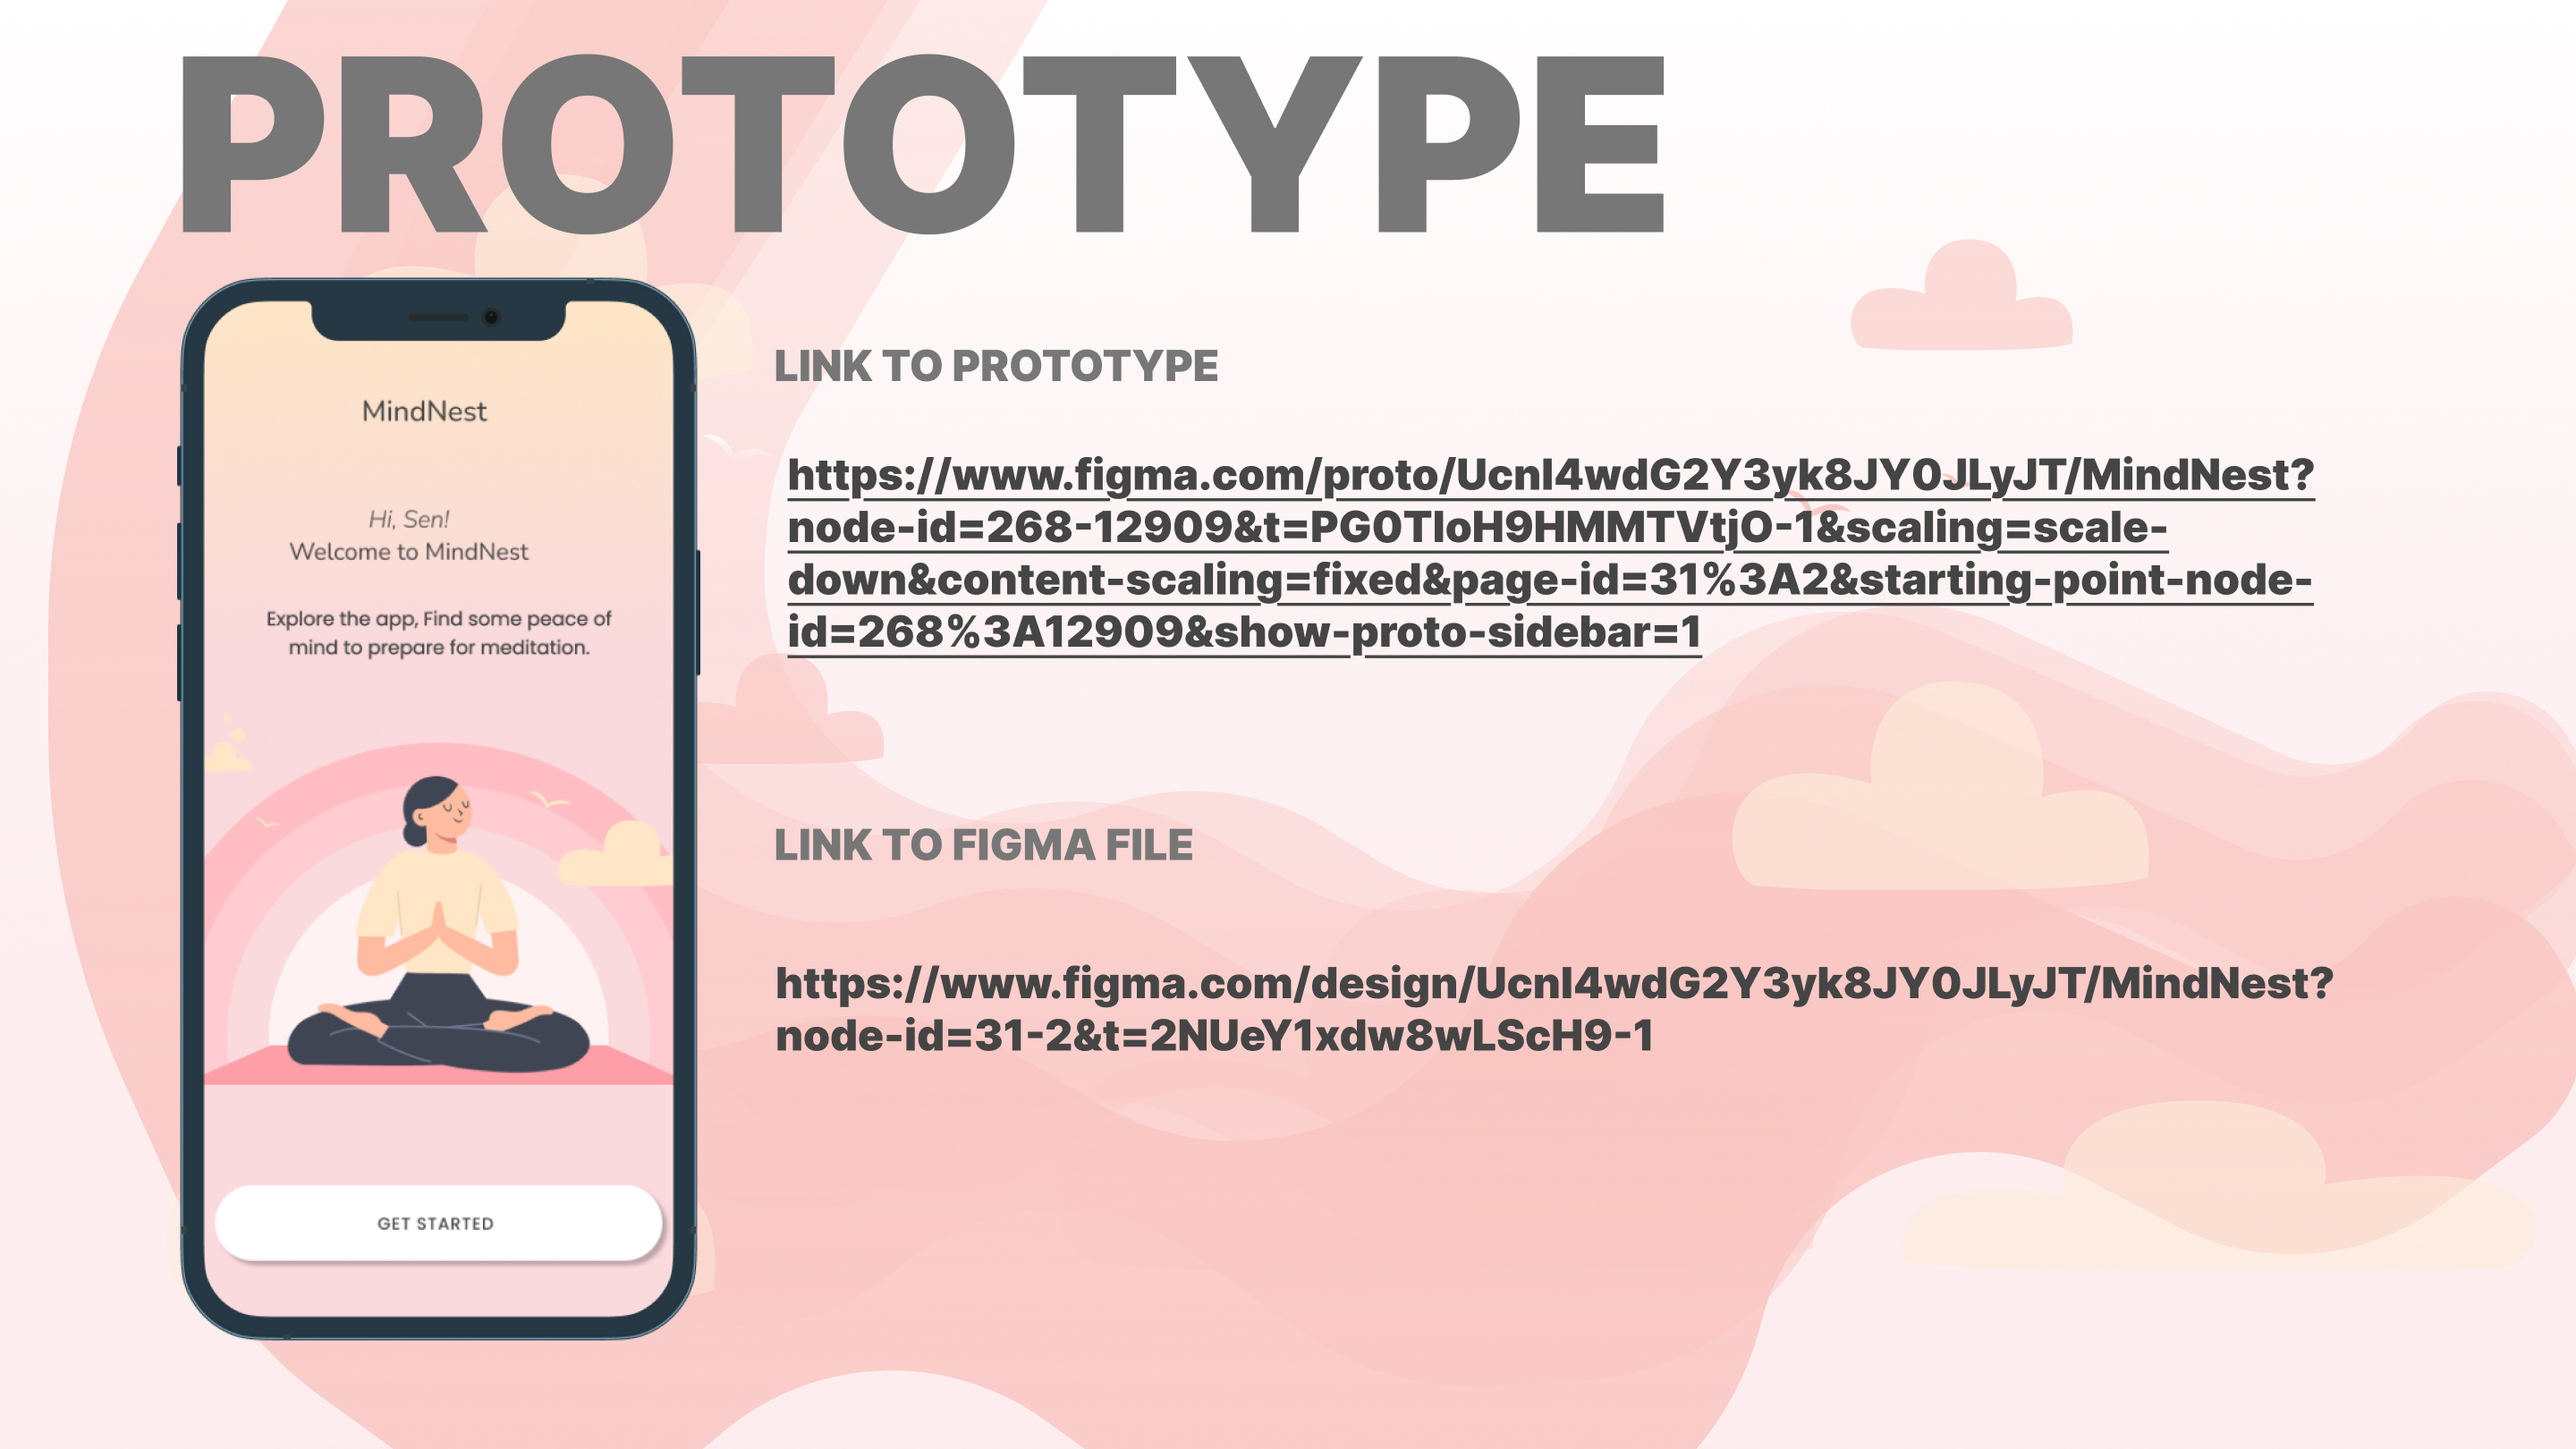 PROTOTYPE
MindNest
Hi, Sen!
Welcome to MindNest
Explore the app, Find some peace of
mind to prepare for meditation.
GET STARTED
LINK TO PROTOTYPE
https://www.figma.com/proto/UcnI4wdG2Y3yk8JY0JLyJT/MindNest?
node-id=268-12909&t=PG0TIoH9HMMTVtjO-1&scaling=scale-
down&content-scaling=fixed&page-id=31%3A2&starting-point-node-
id=268%3A12909&show-proto-sidebar=1
LINK TO FIGMA FILE
https://www.figma.com/design/UcnI4wdG2Y3yk8JY0JLyJT/MindNest?
node-id=31-2&t=2NUeY1xdw8wLScH9-1